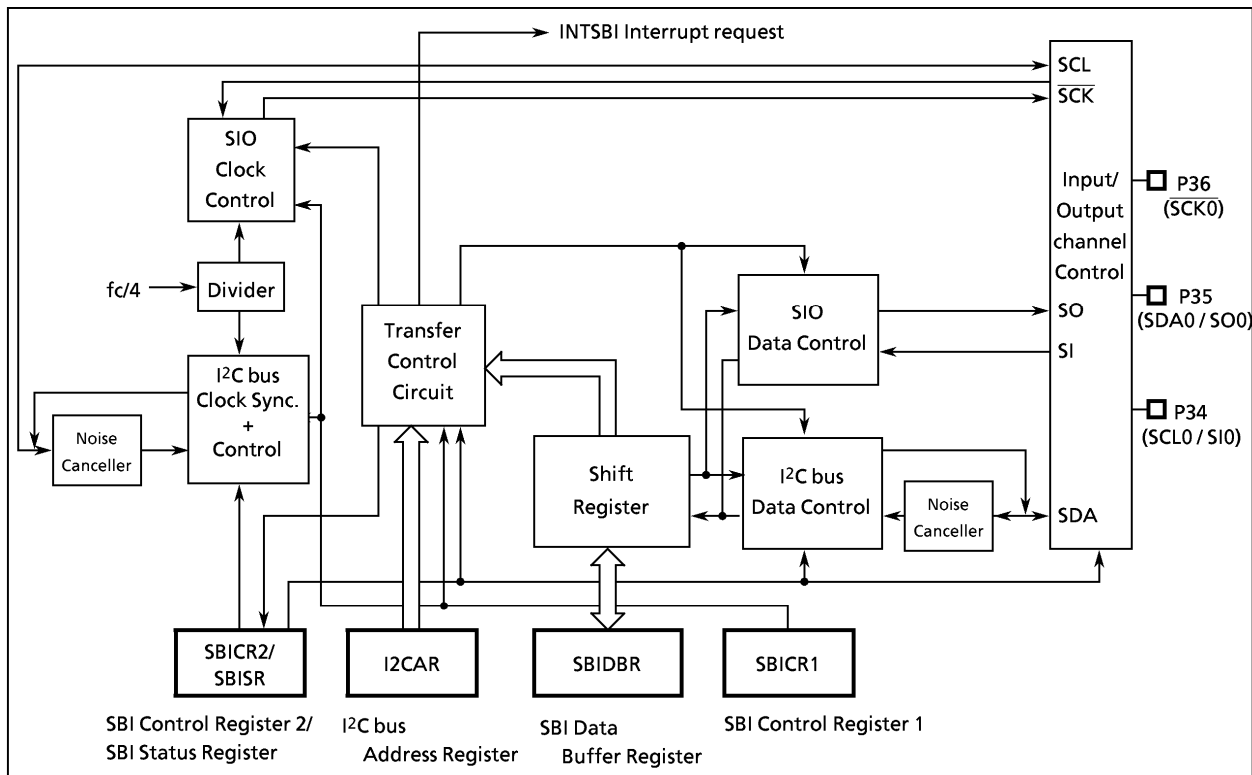 INTSBI Interrupt request
SCL
SCK
SIO
Clock
Control
Input/
Output
channel
Control
P36
(SCK0)
fc/4
Divider
Transfer
Control
Circuit
SIO
Data Control
SO
SI
P35
(SDA0 / SO0)
I²C bus
Clock Sync.
+
Control
Noise
Canceller
P34
(SCL0 / SI0)
Shift
Register
I²C bus
Data Control
Noise
Canceller
SDA
SBICR2/
SBISR
I2CAR
SBIDBR
SBICR1
SBI Control Register 2/
SBI Status Register
I²C bus
Address Register
SBI Data
Buffer Register
SBI Control Register 1